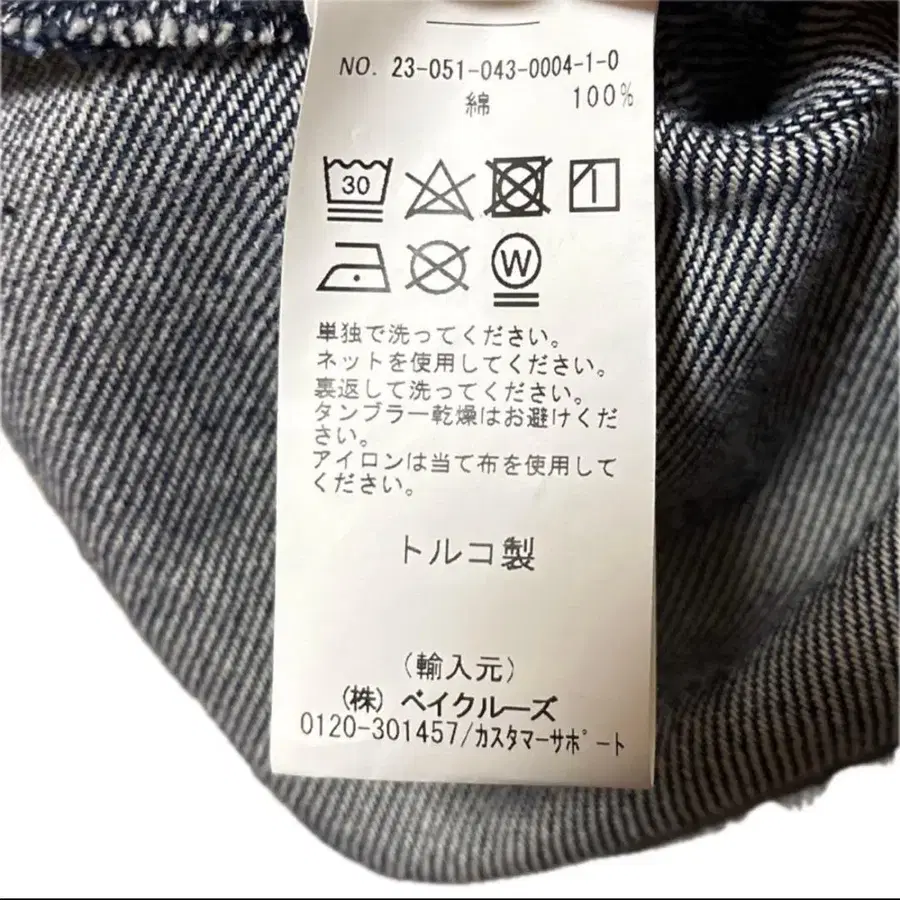 NO. 23-051-043-0004-1-0
綿 100%
30
W
単独で洗ってください。
ネットを使用してください。
裏返して洗ってください。
タンブラー乾燥はお避けくだ
さい。
アイロンは当て布を使用して
ください。
トルコ製
(輸入元)
(株) ベイクルーズ
0120-301457/カスタマーサポート